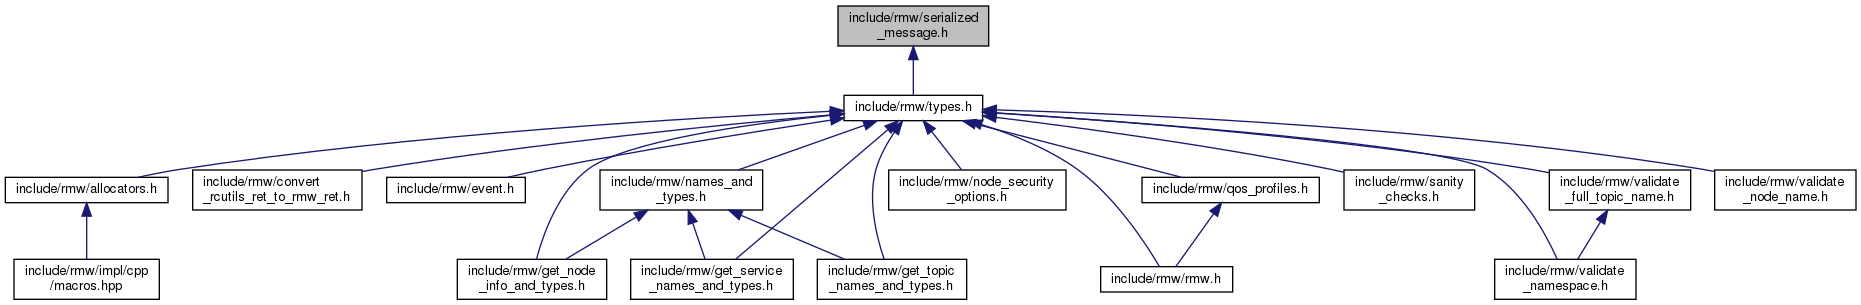 include/rmw/serialized
_message.h
include/rmw/types.h
include/rmw/allocators.h
include/rmw/convert
_rcutils_ret_to_rmw_ret.h
include/rmw/event.h
include/rmw/names_and
_types.h
include/rmw/node_security
_options.h
include/rmw/qos_profiles.h
include/rmw/sanity
_checks.h
include/rmw/validate
_full_topic_name.h
include/rmw/validate
_node_name.h
include/rmw/impl/cpp
/macros.hpp
include/rmw/get_node
_info_and_types.h
include/rmw/get_service
_names_and_types.h
include/rmw/get_topic
_names_and_types.h
include/rmw/rmw.h
include/rmw/validate
_namespace.h